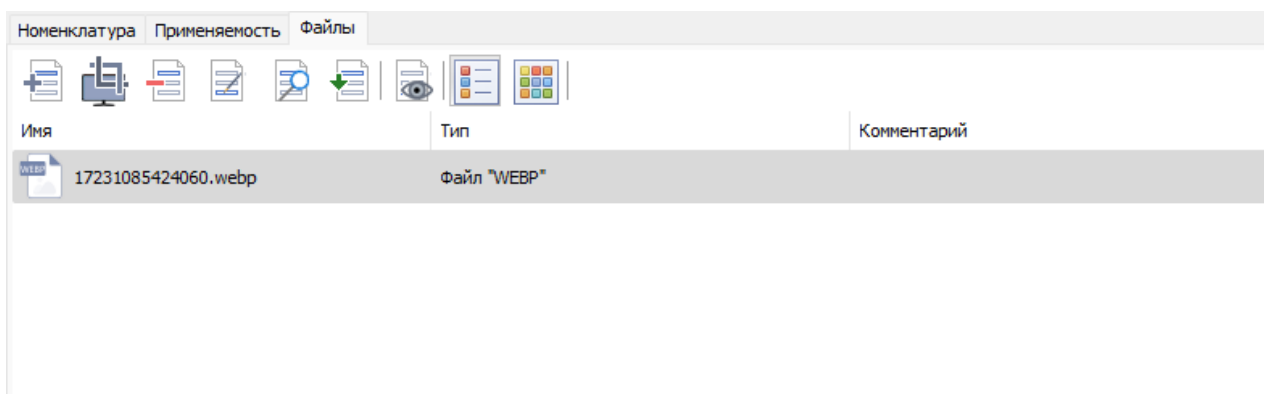 Номенклатура Применяемость Файлы
Имя Тип Комментарий
WEBP 17231085424060.webp Файл "WEBP"